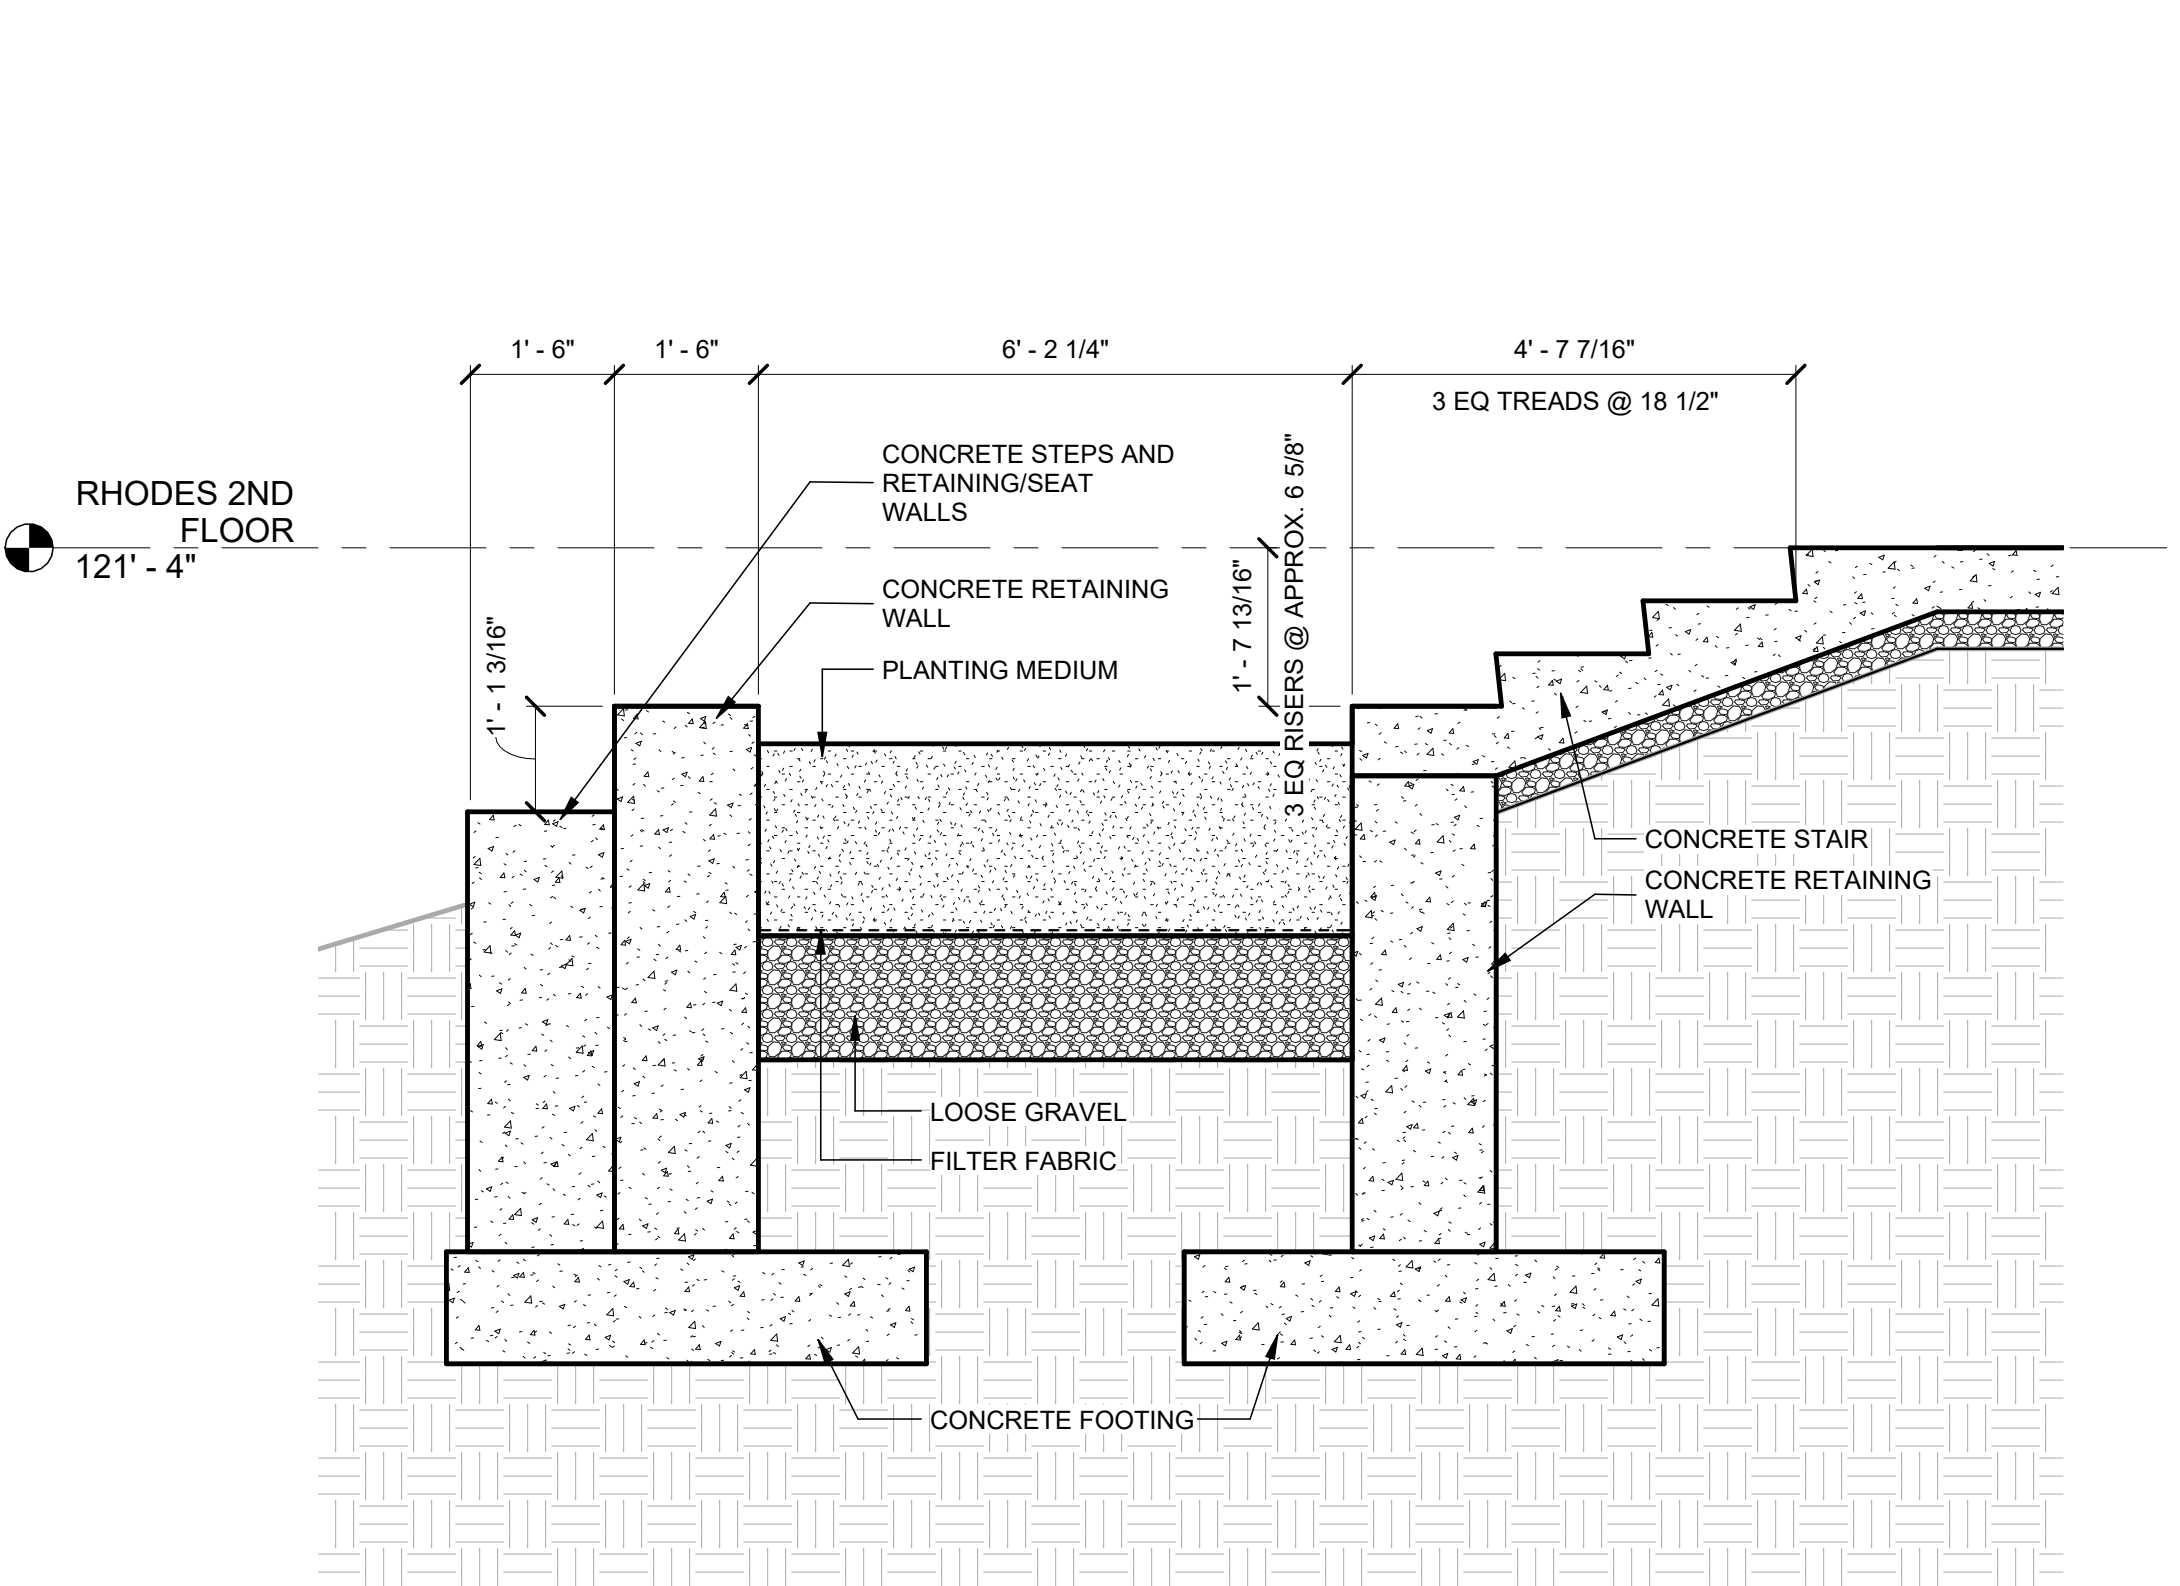 1' - 6"
1' - 6"
6' - 2 1/4"
4' - 7 7/16"
3 EQ TREADS @ 18 1/2"
CONCRETE STEPS AND
RETAINING/SEAT
WALLS
RHODES 2ND
FLOOR
121' - 4"
CONCRETE RETAINING
WALL
PLANTING MEDIUM
1' - 1 3/16"
1' - 7 13/16"
3 EQ RISERS @ APPROX. 6 5/8"
CONCRETE STAIR
CONCRETE RETAINING
WALL
LOOSE GRAVEL
FILTER FABRIC
CONCRETE FOOTING